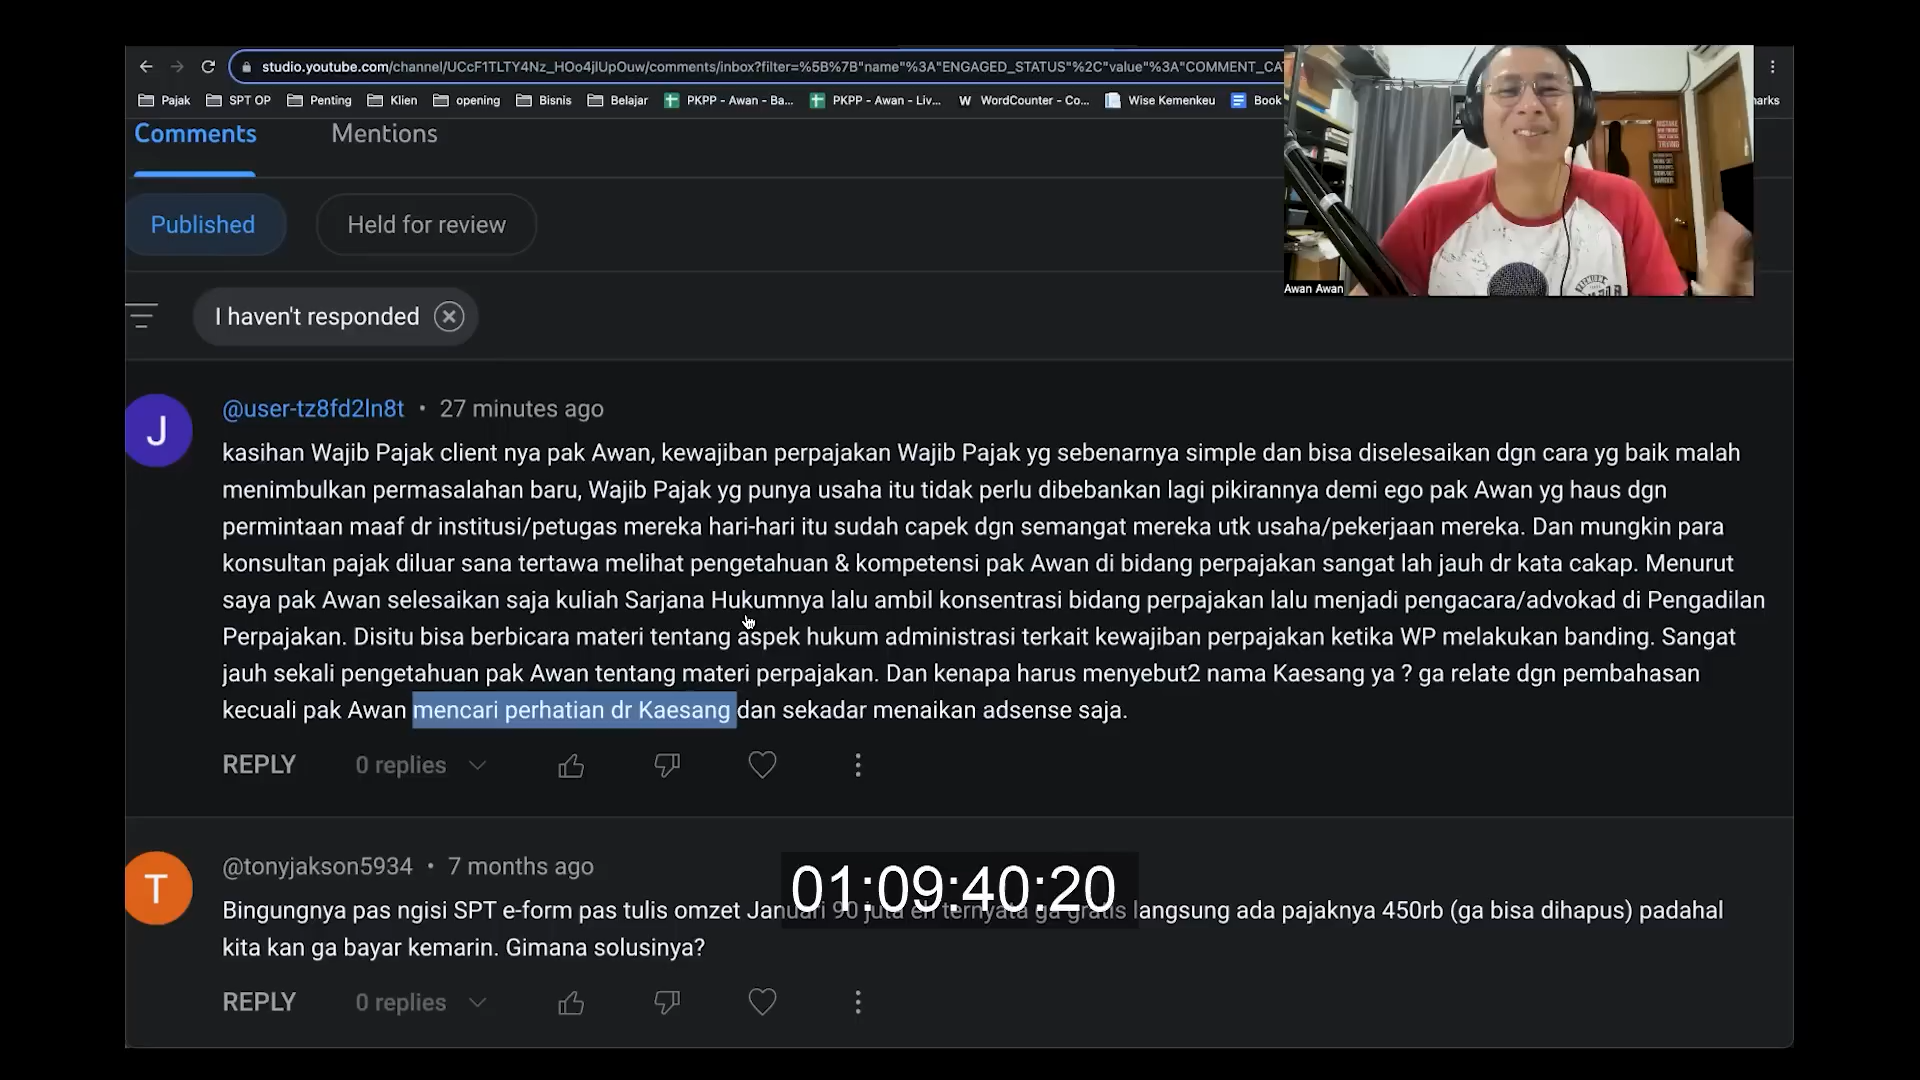 studio.youtube.com/channel/UCcF1TLTY4Nz_HOo4jlUpOuw/comments/inbox?filter=%5B%7B"name"%3A"ENGAGED_STATUS"%2C"value"%3A"COMMENT_CA
Pajak SPT OP Penting Klien opening Bisnis Belajar PKPP - Awan - Ba... PKPP - Awan - Liv... WordCounter - Co... Wise Kemenkeu Book
Comments Mentions
Awan Awan
Published Held for review
I haven't responded
J
@user-tz8fd2ln8t • 27 minutes ago
kasihan Wajib Pajak client nya pak Awan, kewajiban perpajakan Wajib Pajak yg sebenarnya simple dan bisa diselesaikan dgn cara yg baik malah
menimbulkan permasalahan baru, Wajib Pajak yg punya usaha itu tidak perlu dibebankan lagi pikirannya demi ego pak Awan yg haus dgn
permintaan maaf dr institusi/petugas mereka hari-hari itu sudah capek dgn semangat mereka utk usaha/pekerjaan mereka. Dan mungkin para
konsultan pajak diluar sana tertawa melihat pengetahuan & kompetensi pak Awan di bidang perpajakan sangat lah jauh dr kata cakap. Menurut
saya pak Awan selesaikan saja kuliah Sarjana Hukumnya lalu ambil konsentrasi bidang perpajakan lalu menjadi pengacara/advokad di Pengadilan
Perpajakan. Disitu bisa berbicara materi tentang aspek hukum administrasi terkait kewajiban perpajakan ketika WP melakukan banding. Sangat
jauh sekali pengetahuan pak Awan tentang materi perpajakan. Dan kenapa harus menyebut2 nama Kaesang ya ? ga relate dgn pembahasan
kecuali pak Awan mencari perhatian dr Kaesang dan sekadar menaikan adsense saja.
REPLY 0 replies
T
@tonyjakson5934 • 7 months ago
01:09:40:20
Bingungnya pas ngisi SPT e-form pas tulis omzet Januari 90 juta eh ternyata ga gratis langsung ada pajaknya 450rb (ga bisa dihapus) padahal
kita kan ga bayar kemarin. Gimana solusinya?
REPLY 0 replies